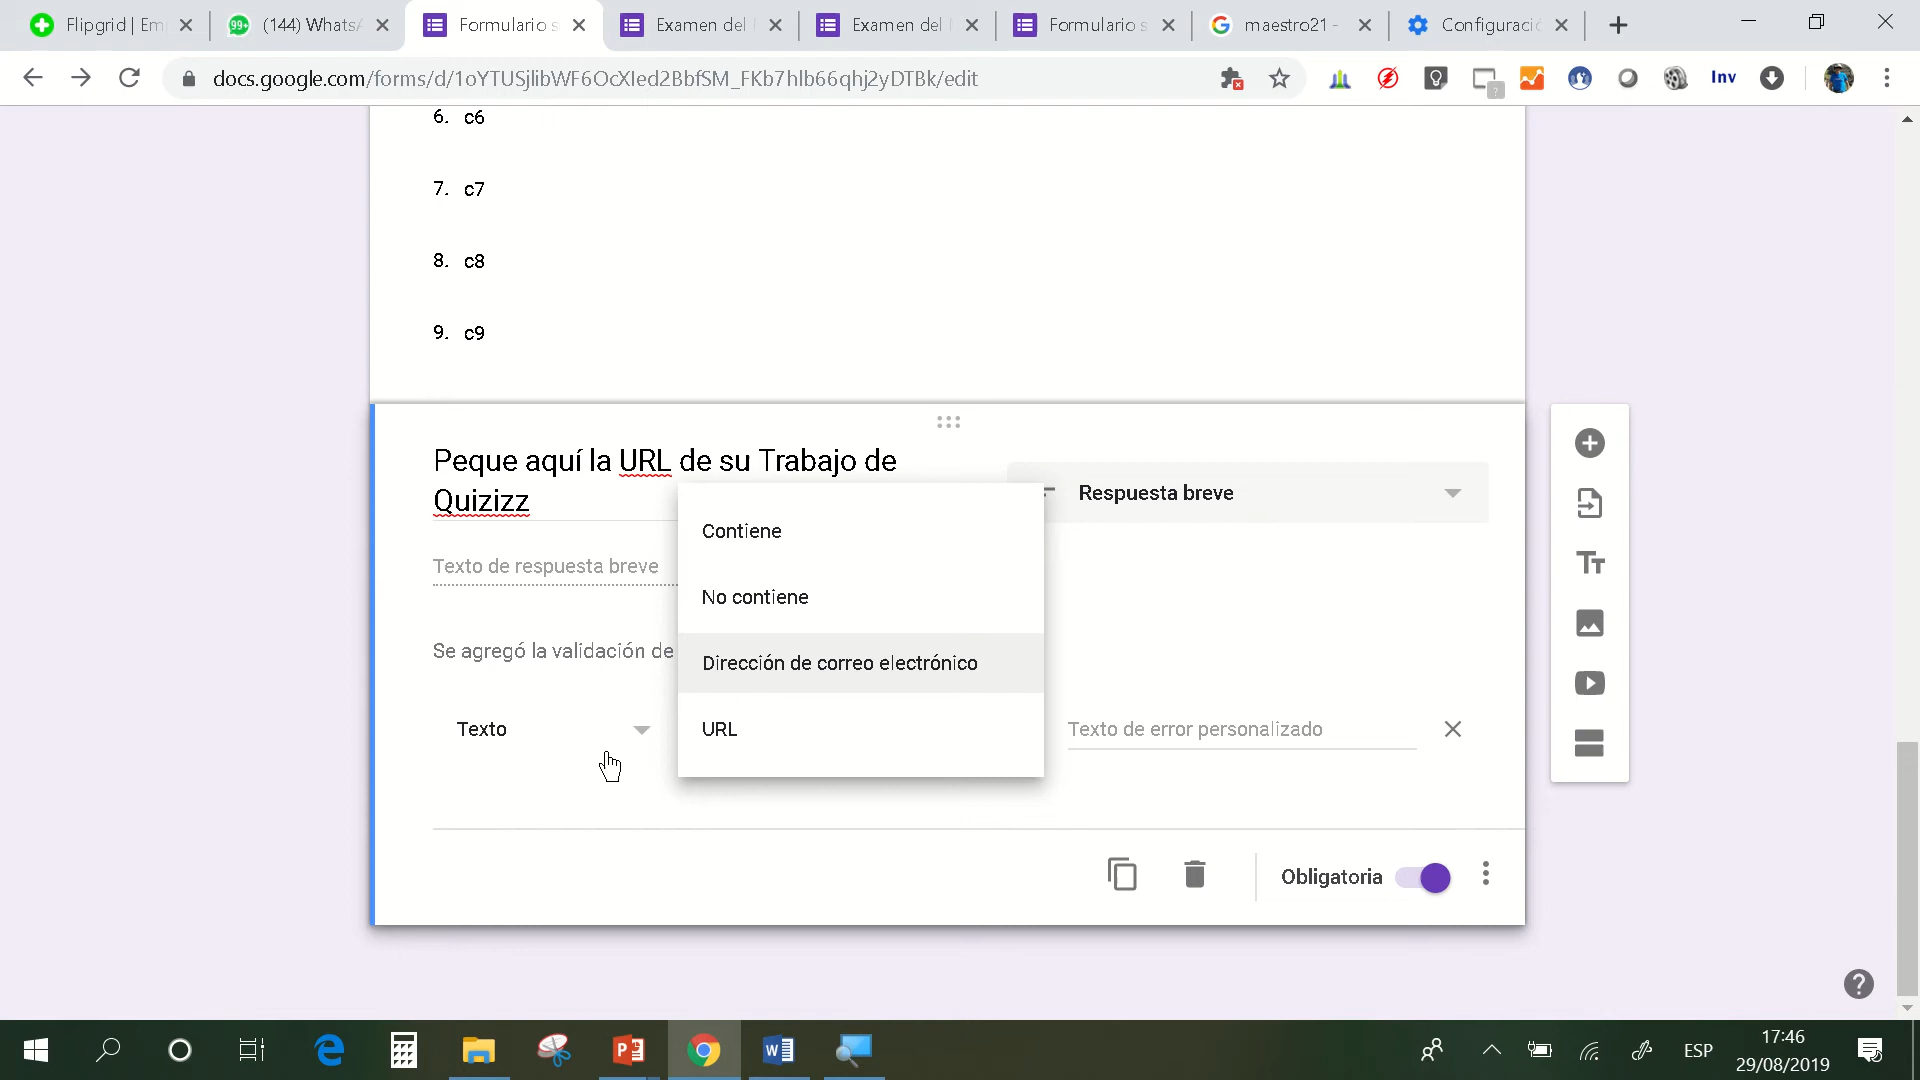 Flipgrid | Em
99+
(144) WhatsA
Formulario s
Examen del
Examen del
Formulario s
maestro21 -
Configuració
docs.google.com/forms/d/1oYTUSjlibWF6OcXIed2BbfSM_FKb7hlb66qhj2yDTBk/edit
Inv
6. c6
7. c7
8. c8
9. c9
Peque aquí la URL de su Trabajo de
Quizizz
Respuesta breve
Contiene
Texto de respuesta breve
No contiene
Se agregó la validación de
Dirección de correo electrónico
Texto
URL
Texto de error personalizado
Obligatoria
ESP
17:46
29/08/2019